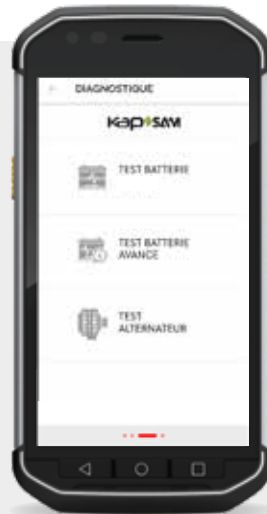 DIAGNOSTIQUE
KAPSAM
TEST BATTERIE
TEST BATTERIE
AVANCE
TEST
ALTERNATEUR